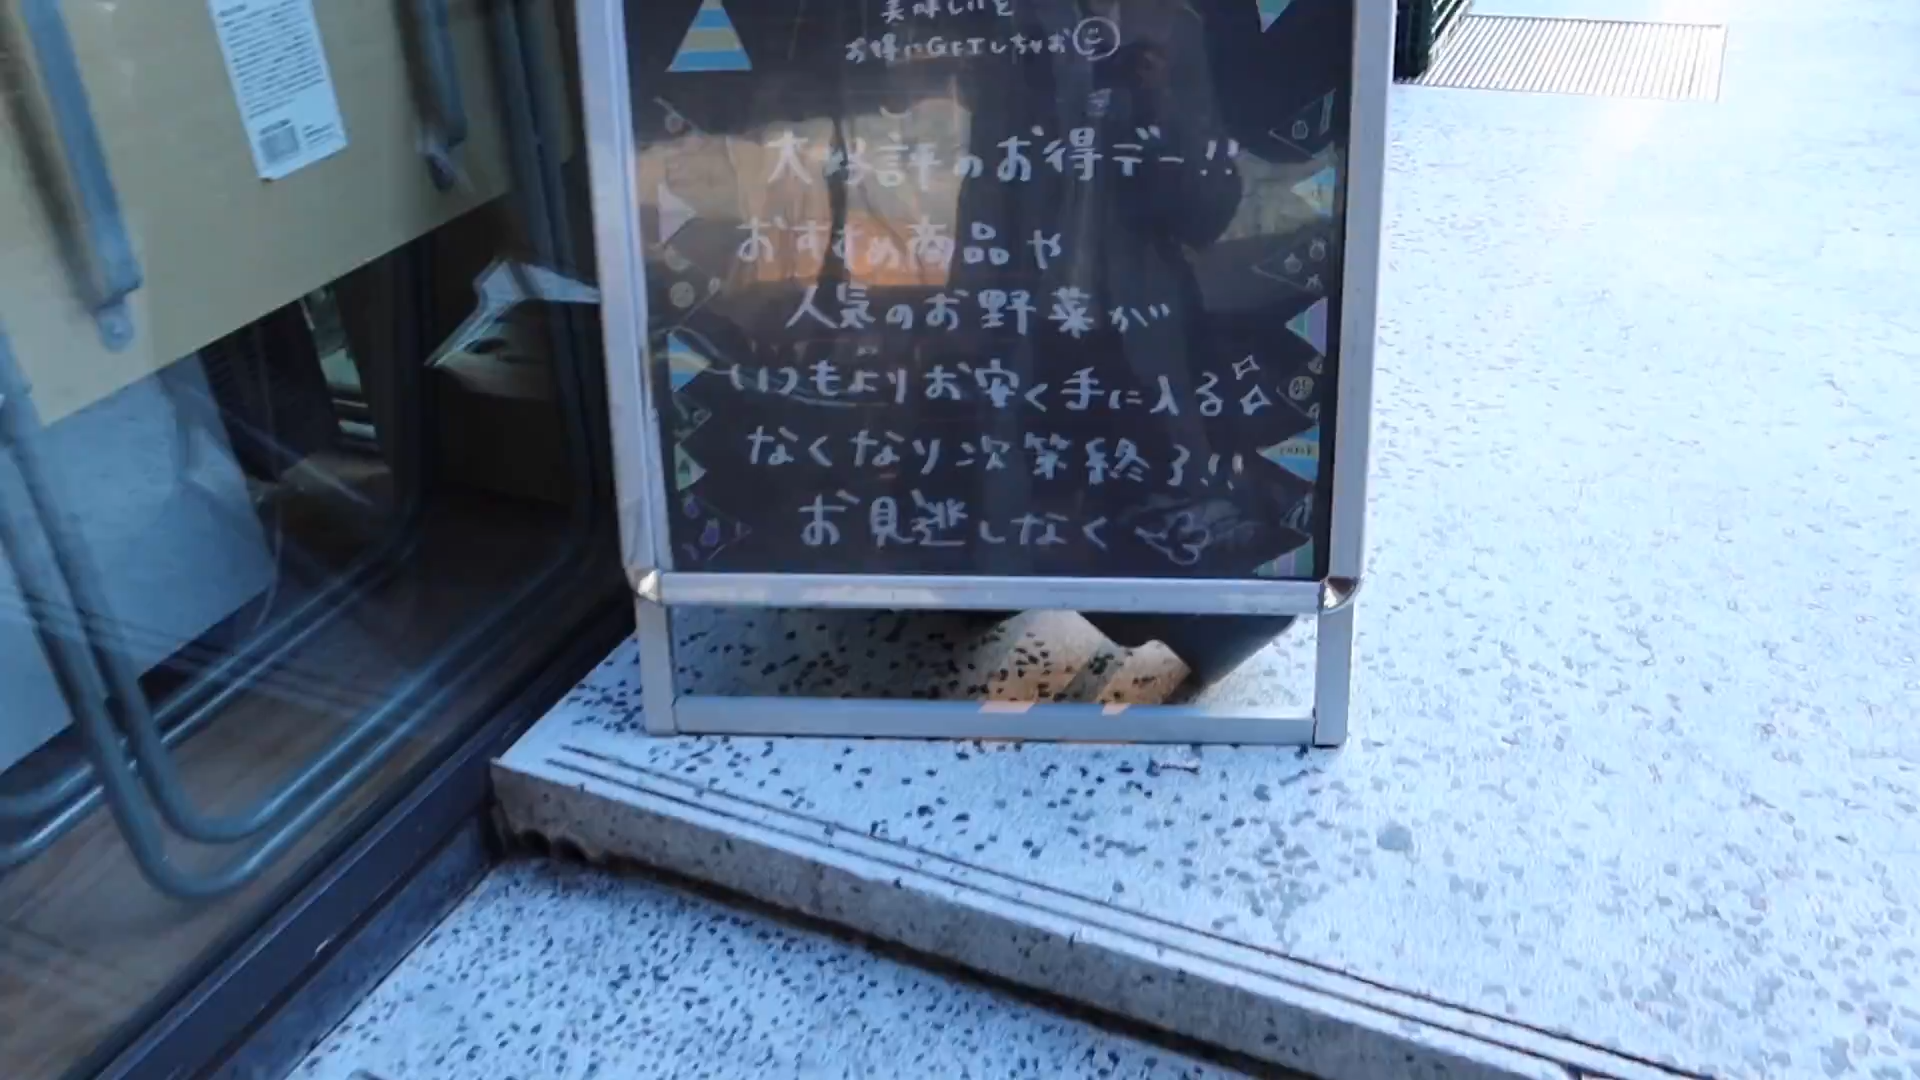 美味しいを
お得にGETしちゃお
大好評のお得デー!!
おすすめ商品や
人気のお野菜が
いつもよりお安く手に入る
なくなり次第終了!!
お見逃しなく